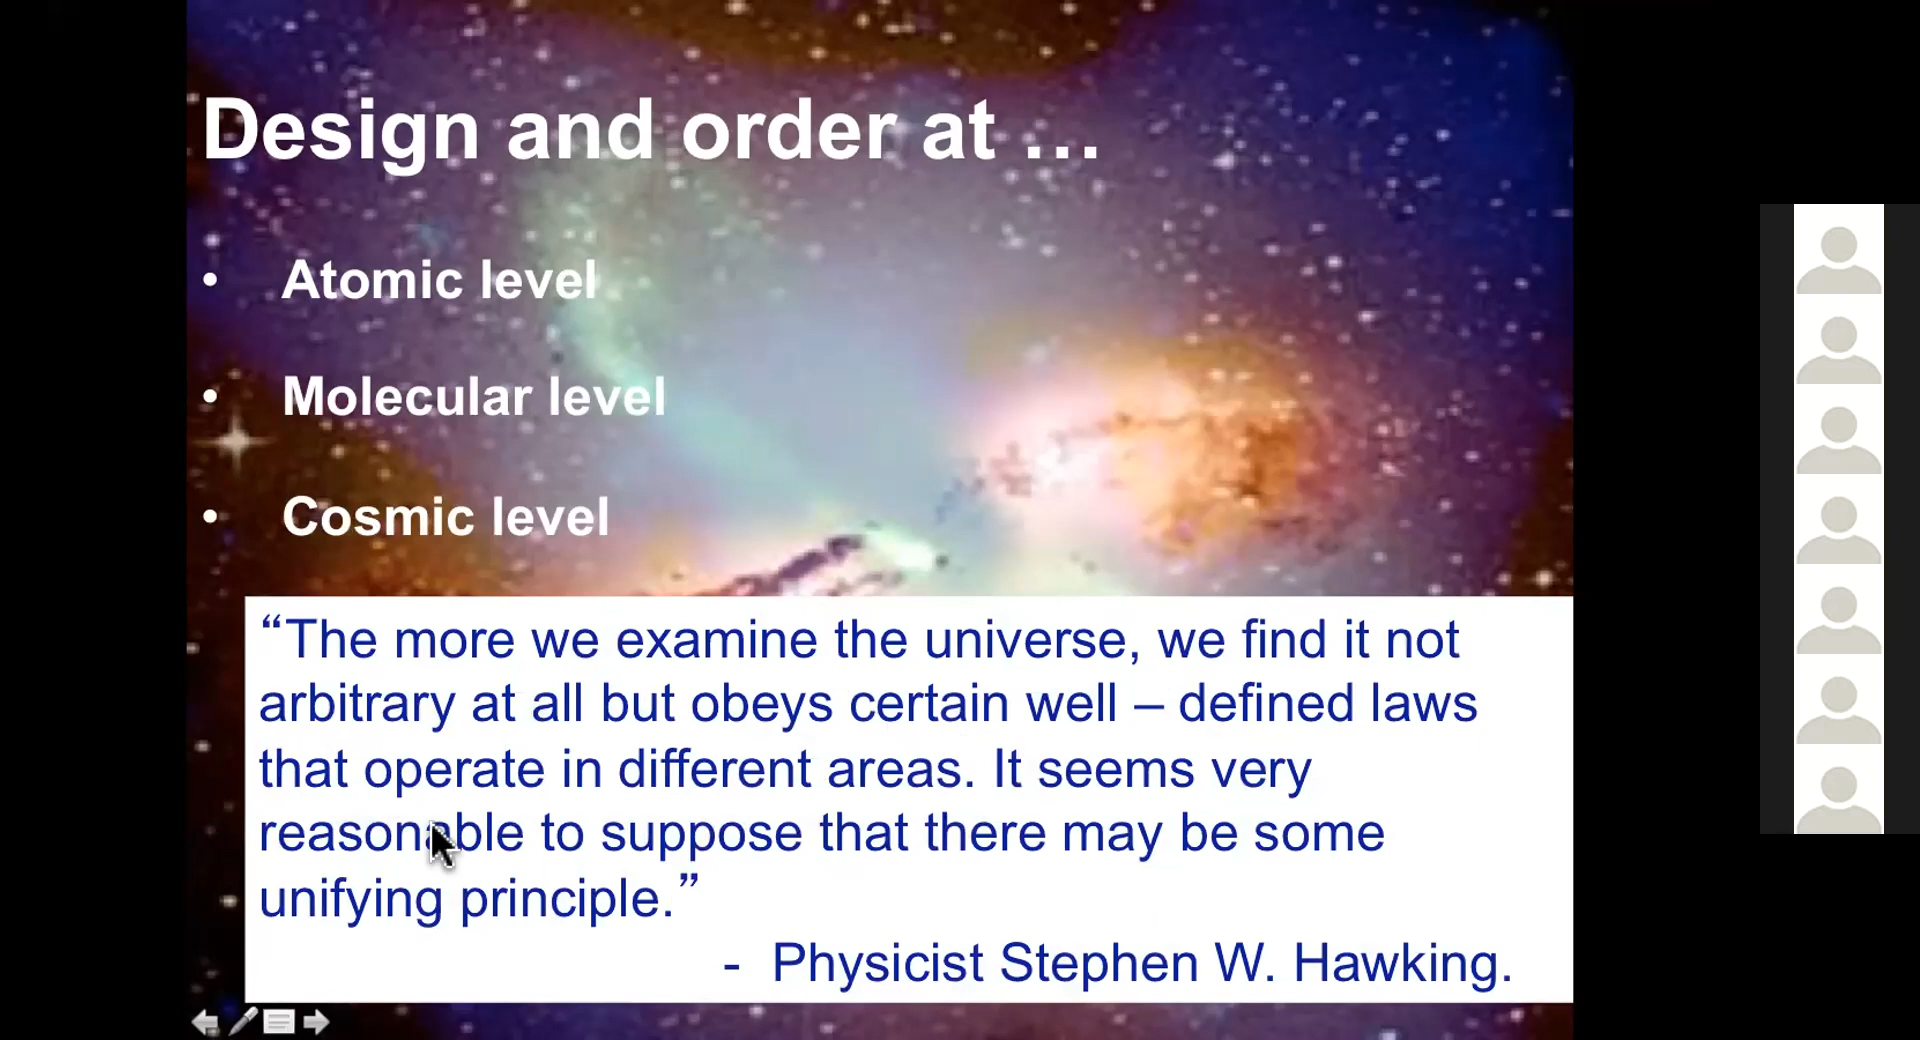 Design and order at …
• Atomic level
• Molecular level
• Cosmic level
“The more we examine the universe, we find it not
arbitrary at all but obeys certain well – defined laws
that operate in different areas. It seems very
reasonable to suppose that there may be some
unifying principle.”
- Physicist Stephen W. Hawking.